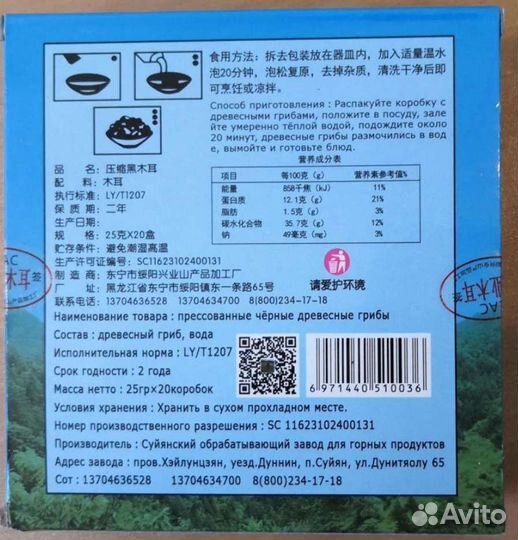 食用方法：拆去包装放在器皿内，加入适量温水
泡20分钟，泡松复原，去掉杂质，清洗干净后即
可烹饪或凉拌。
Способ приготовления : Распакуйте коробку с
древесными грибами, положите в посуду, зале
йте умеренно тёплой водой, подождите около
20 минут, древесные грибы размочились в вод
е, вымойте и готовьте блюдо.
营养成分表
项目 每100克(g) 营养素参考值%
能量 858千焦(kJ) 11%
蛋白质 12.1克(g) 21%
脂肪 1.5克(g) 3%
碳水化合物 35.7克(g) 12%
钠 49毫克(mg) 3%
品名：压缩黑木耳
配料：木耳
执行标准：LY/T1207
保质期：二年
生产日期：
规格：25克X20盒
贮存条件：避免潮湿高温
生产许可证编号：SC11623102400131
制造商：东宁市绥阳兴业山产品加工厂
厂址：黑龙江省东宁市绥阳镇东一条路65号
联系电话：13704636528 13704634700 8(800)234-17-18
请爱护环境
Наименование товара : прессованные чёрные древесные грибы
Состав : древесный гриб, вода
Исполнительная норма : LY/T1207
Срок годности : 2 года
Масса нетто : 25гр×20коробок
6 971440 510036
Условия хранения : Хранить в сухом прохладном месте.
Номер производственного разрешения : SC 11623102400131
Производитель : Суйянский обрабатывающий завод для горных продуктов
Адрес завода : пров.Хэйлунцзян, уезд.Дуннин, п.Суйян, ул.Дунитяолу 65
Сот : 13704636528 13704634700 8(800)234-17-18
Avito